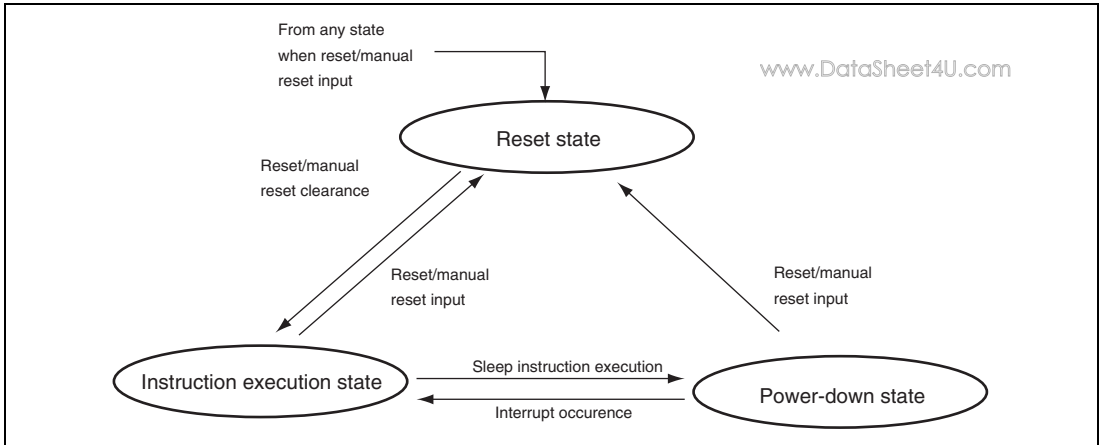 From any state
when reset/manual
reset input
www.DataSheet4U.com
Reset state
Reset/manual
reset clearance
Reset/manual
reset input
Reset/manual
reset input
Instruction execution state
Sleep instruction execution
Interrupt occurence
Power-down state